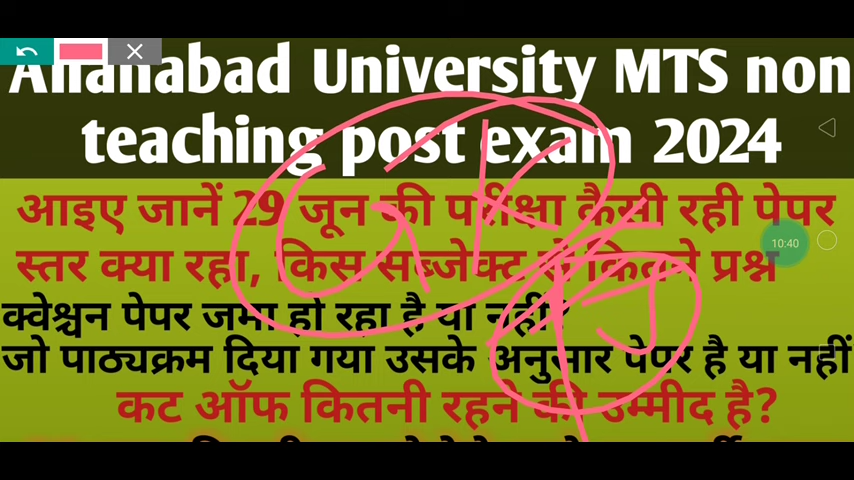 Allahabad University MTS non
teaching post exam 2024
आइए जानें 29 जून की परीक्षा कैसी रही पेपर
स्तर क्या रहा, किस सब्जेक्ट से कितने प्रश्न
क्वेश्चन पेपर जमा हो रहा है या नहीं?
जो पाठ्यक्रम दिया गया उसके अनुसार पेपर है या नहीं
कट ऑफ कितनी रहने की उम्मीद है?
GK
10:40